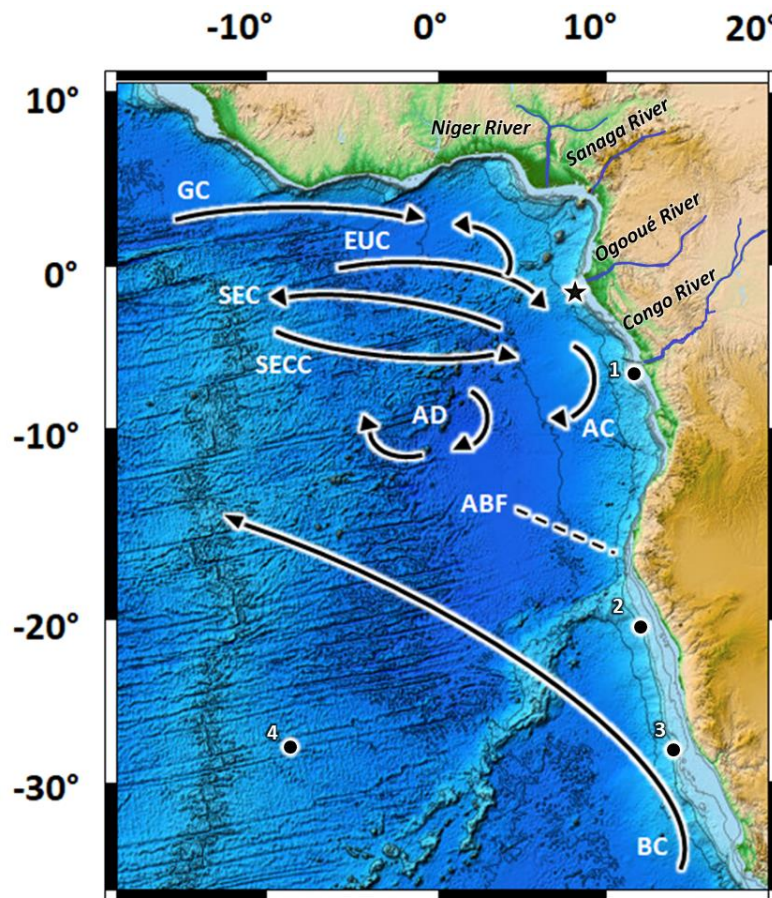 -10° 0° 10° 20°
10°
Niger River
Sanaga River
GC
EUC
Ogooué River
0°
SEC
Congo River
SECC
1
AD
AC
-10°
ABF
2
-20°
3
4
-30°
BC